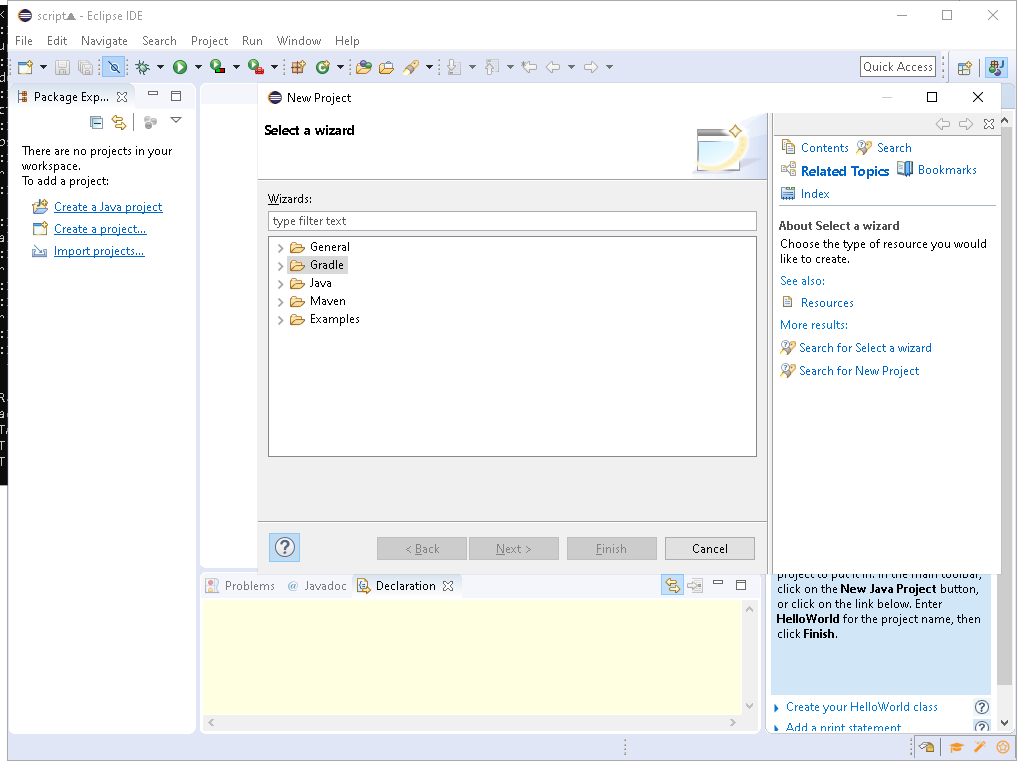 script - Eclipse IDE
File Edit Navigate Search Project Run Window Help
Quick Access
Package Exp...
There are no projects in your
workspace.
To add a project:
Create a Java project
Create a project...
Import projects...
New Project
Select a wizard
Wizards:
type filter text
General
Gradle
Java
Maven
Examples
< Back Next > Finish Cancel
Contents Search
Related Topics Bookmarks
Index
About Select a wizard
Choose the type of resource you would
like to create.
See also:
Resources
More results:
Search for Select a wizard
Search for New Project
Problems @ Javadoc Declaration
project to put it in. In the main toolbar,
click on the New Java Project button,
or click on the link below. Enter
HelloWorld for the project name, then
click Finish.
Create your HelloWorld class
Add a print statement